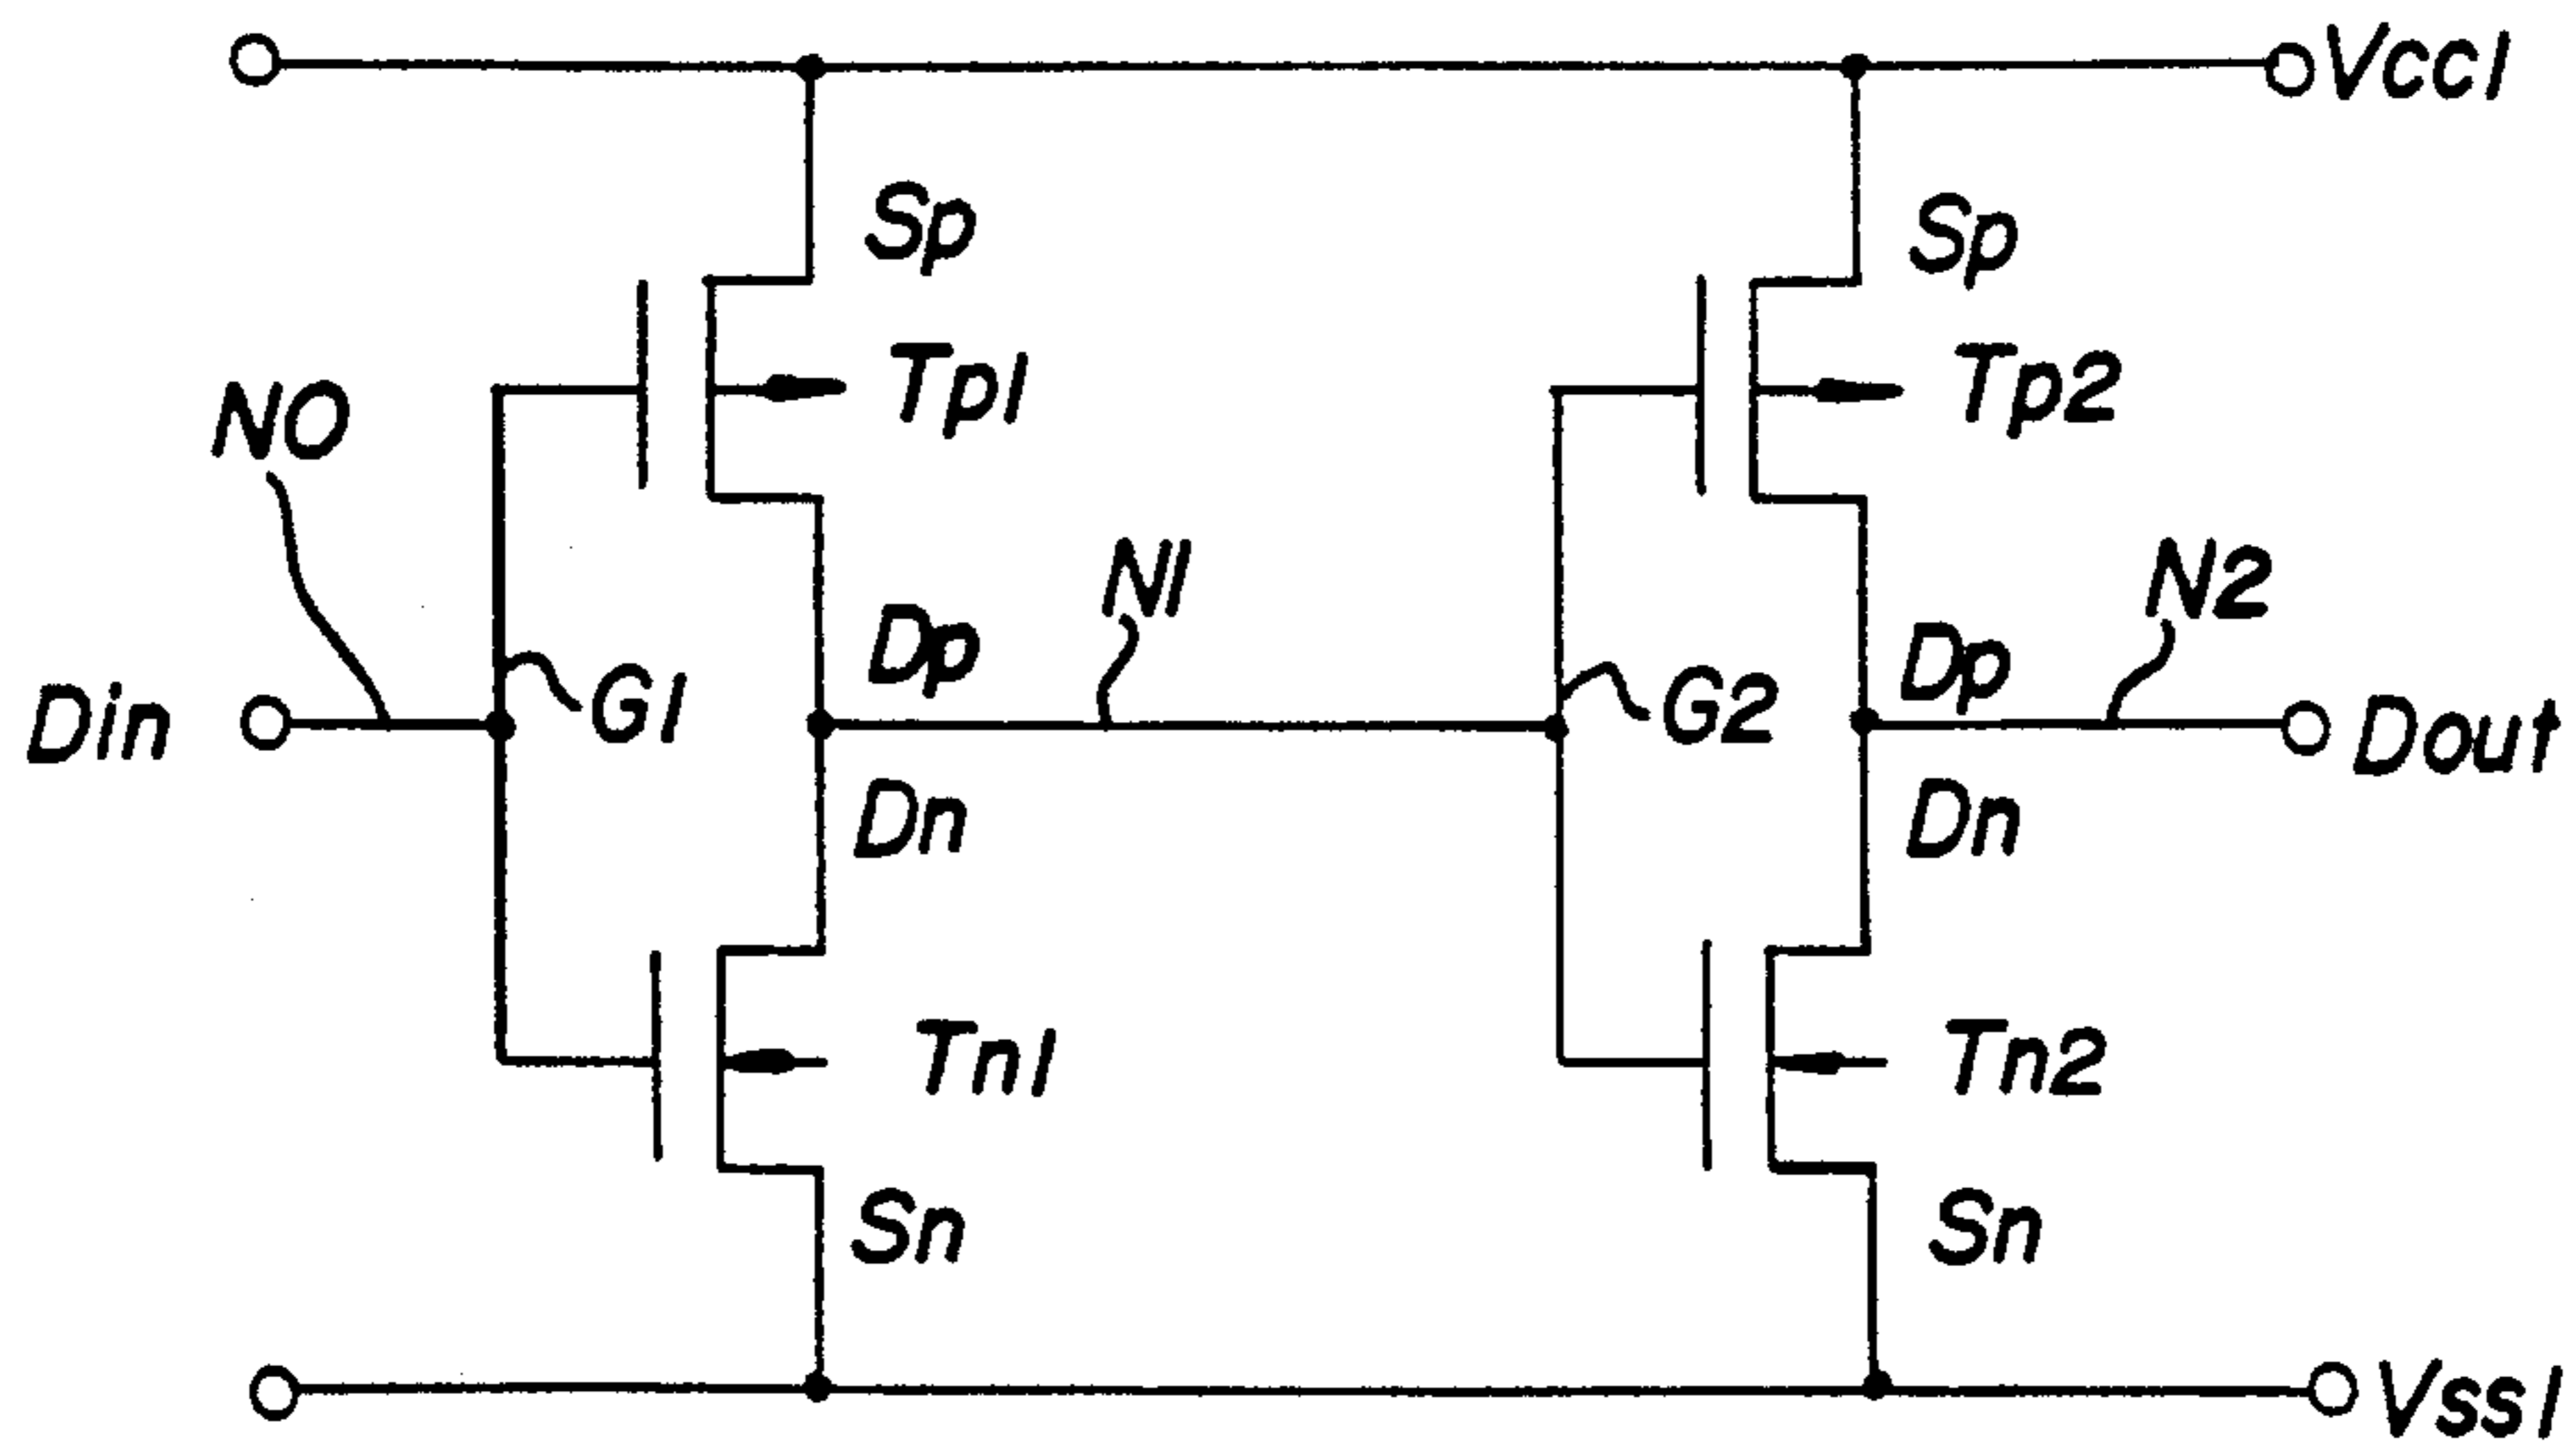 Vcc1
Sp
Sp
Tp1
Tp2
N0
N1
N2
Dp
Dp
Din
G1
G2
Dout
Dn
Dn
Tn1
Tn2
Sn
Sn
Vss1